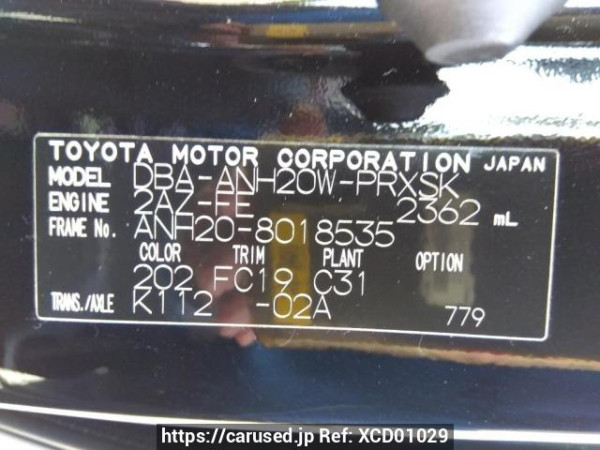 TOYOTA MOTOR CORPORATION JAPAN
MODEL DBA-ANH20W-PRXSK
ENGINE 2AZ-FE 2362 mL
FRAME No. ANH20-8018535
COLOR TRIM PLANT OPTION
202 FC19 C31
TRANS./AXLE K112 -02A 779
https://carused.jp Ref: XCD01029